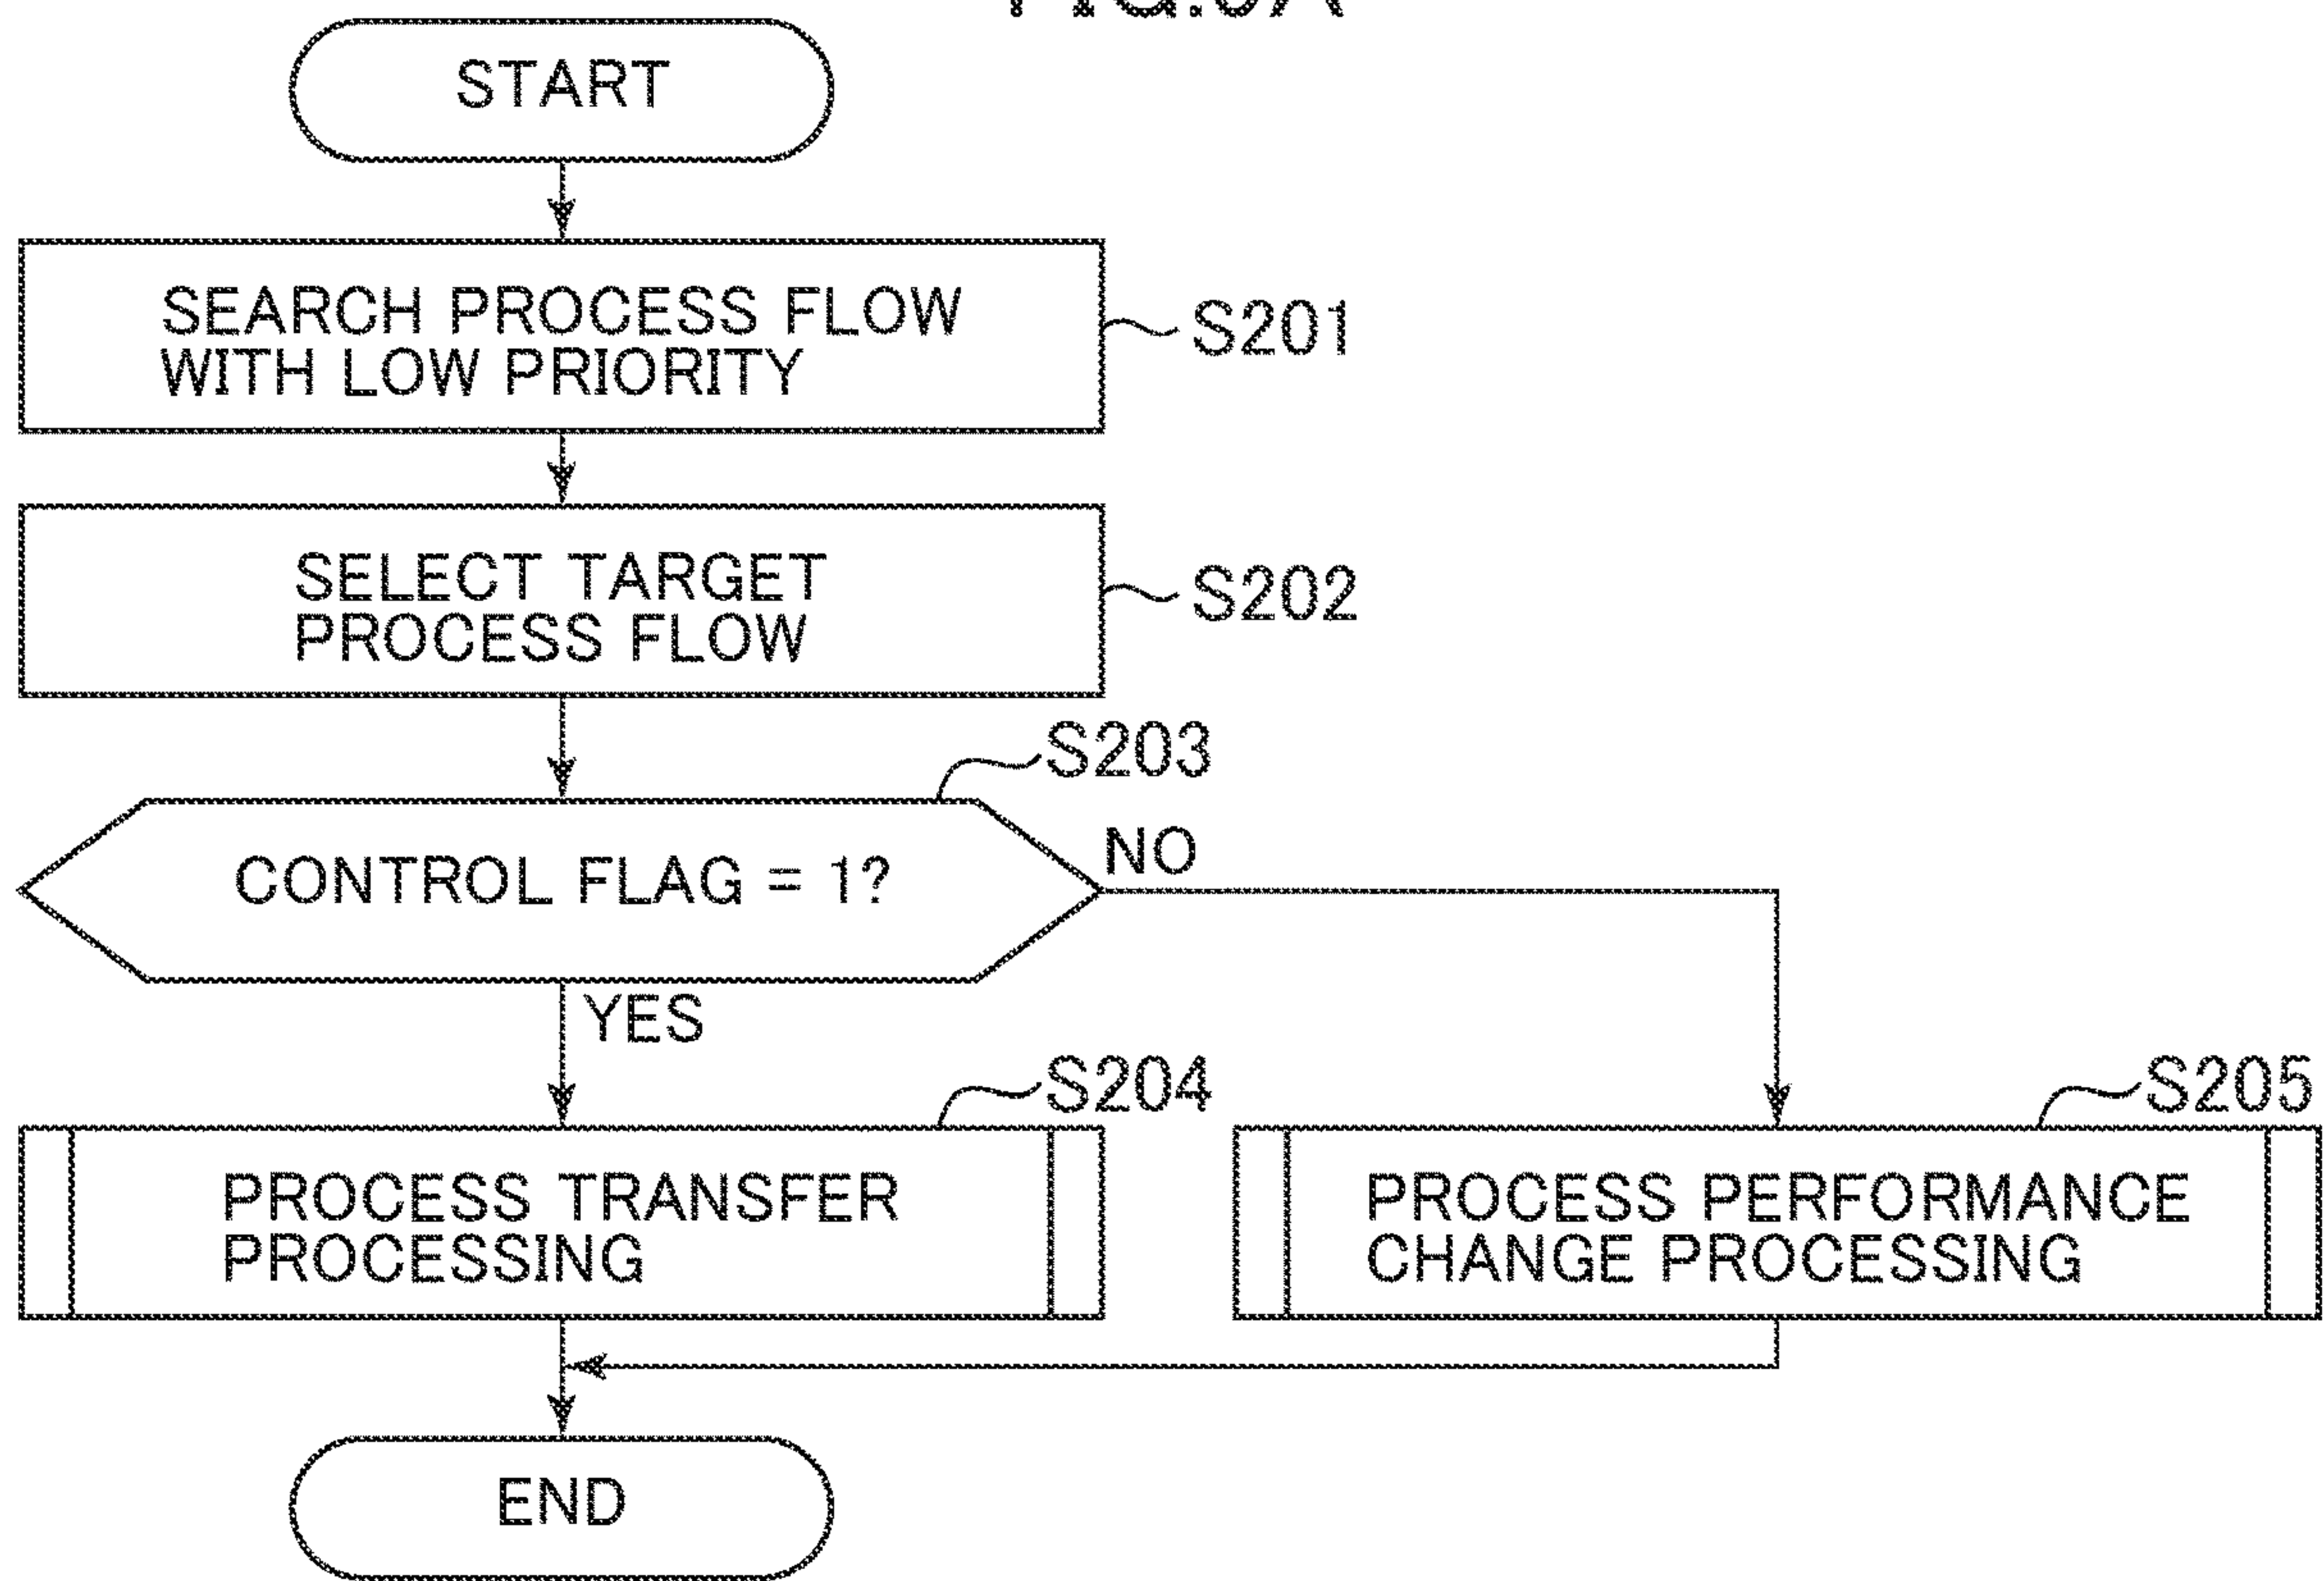 START
SEARCH PROCESS FLOW
WITH LOW PRIORITY
S201
SELECT TARGET
PROCESS FLOW
S202
S203
CONTROL FLAG = 1?
NO
YES
S204
PROCESS TRANSFER
PROCESSING
S205
PROCESS PERFORMANCE
CHANGE PROCESSING
END